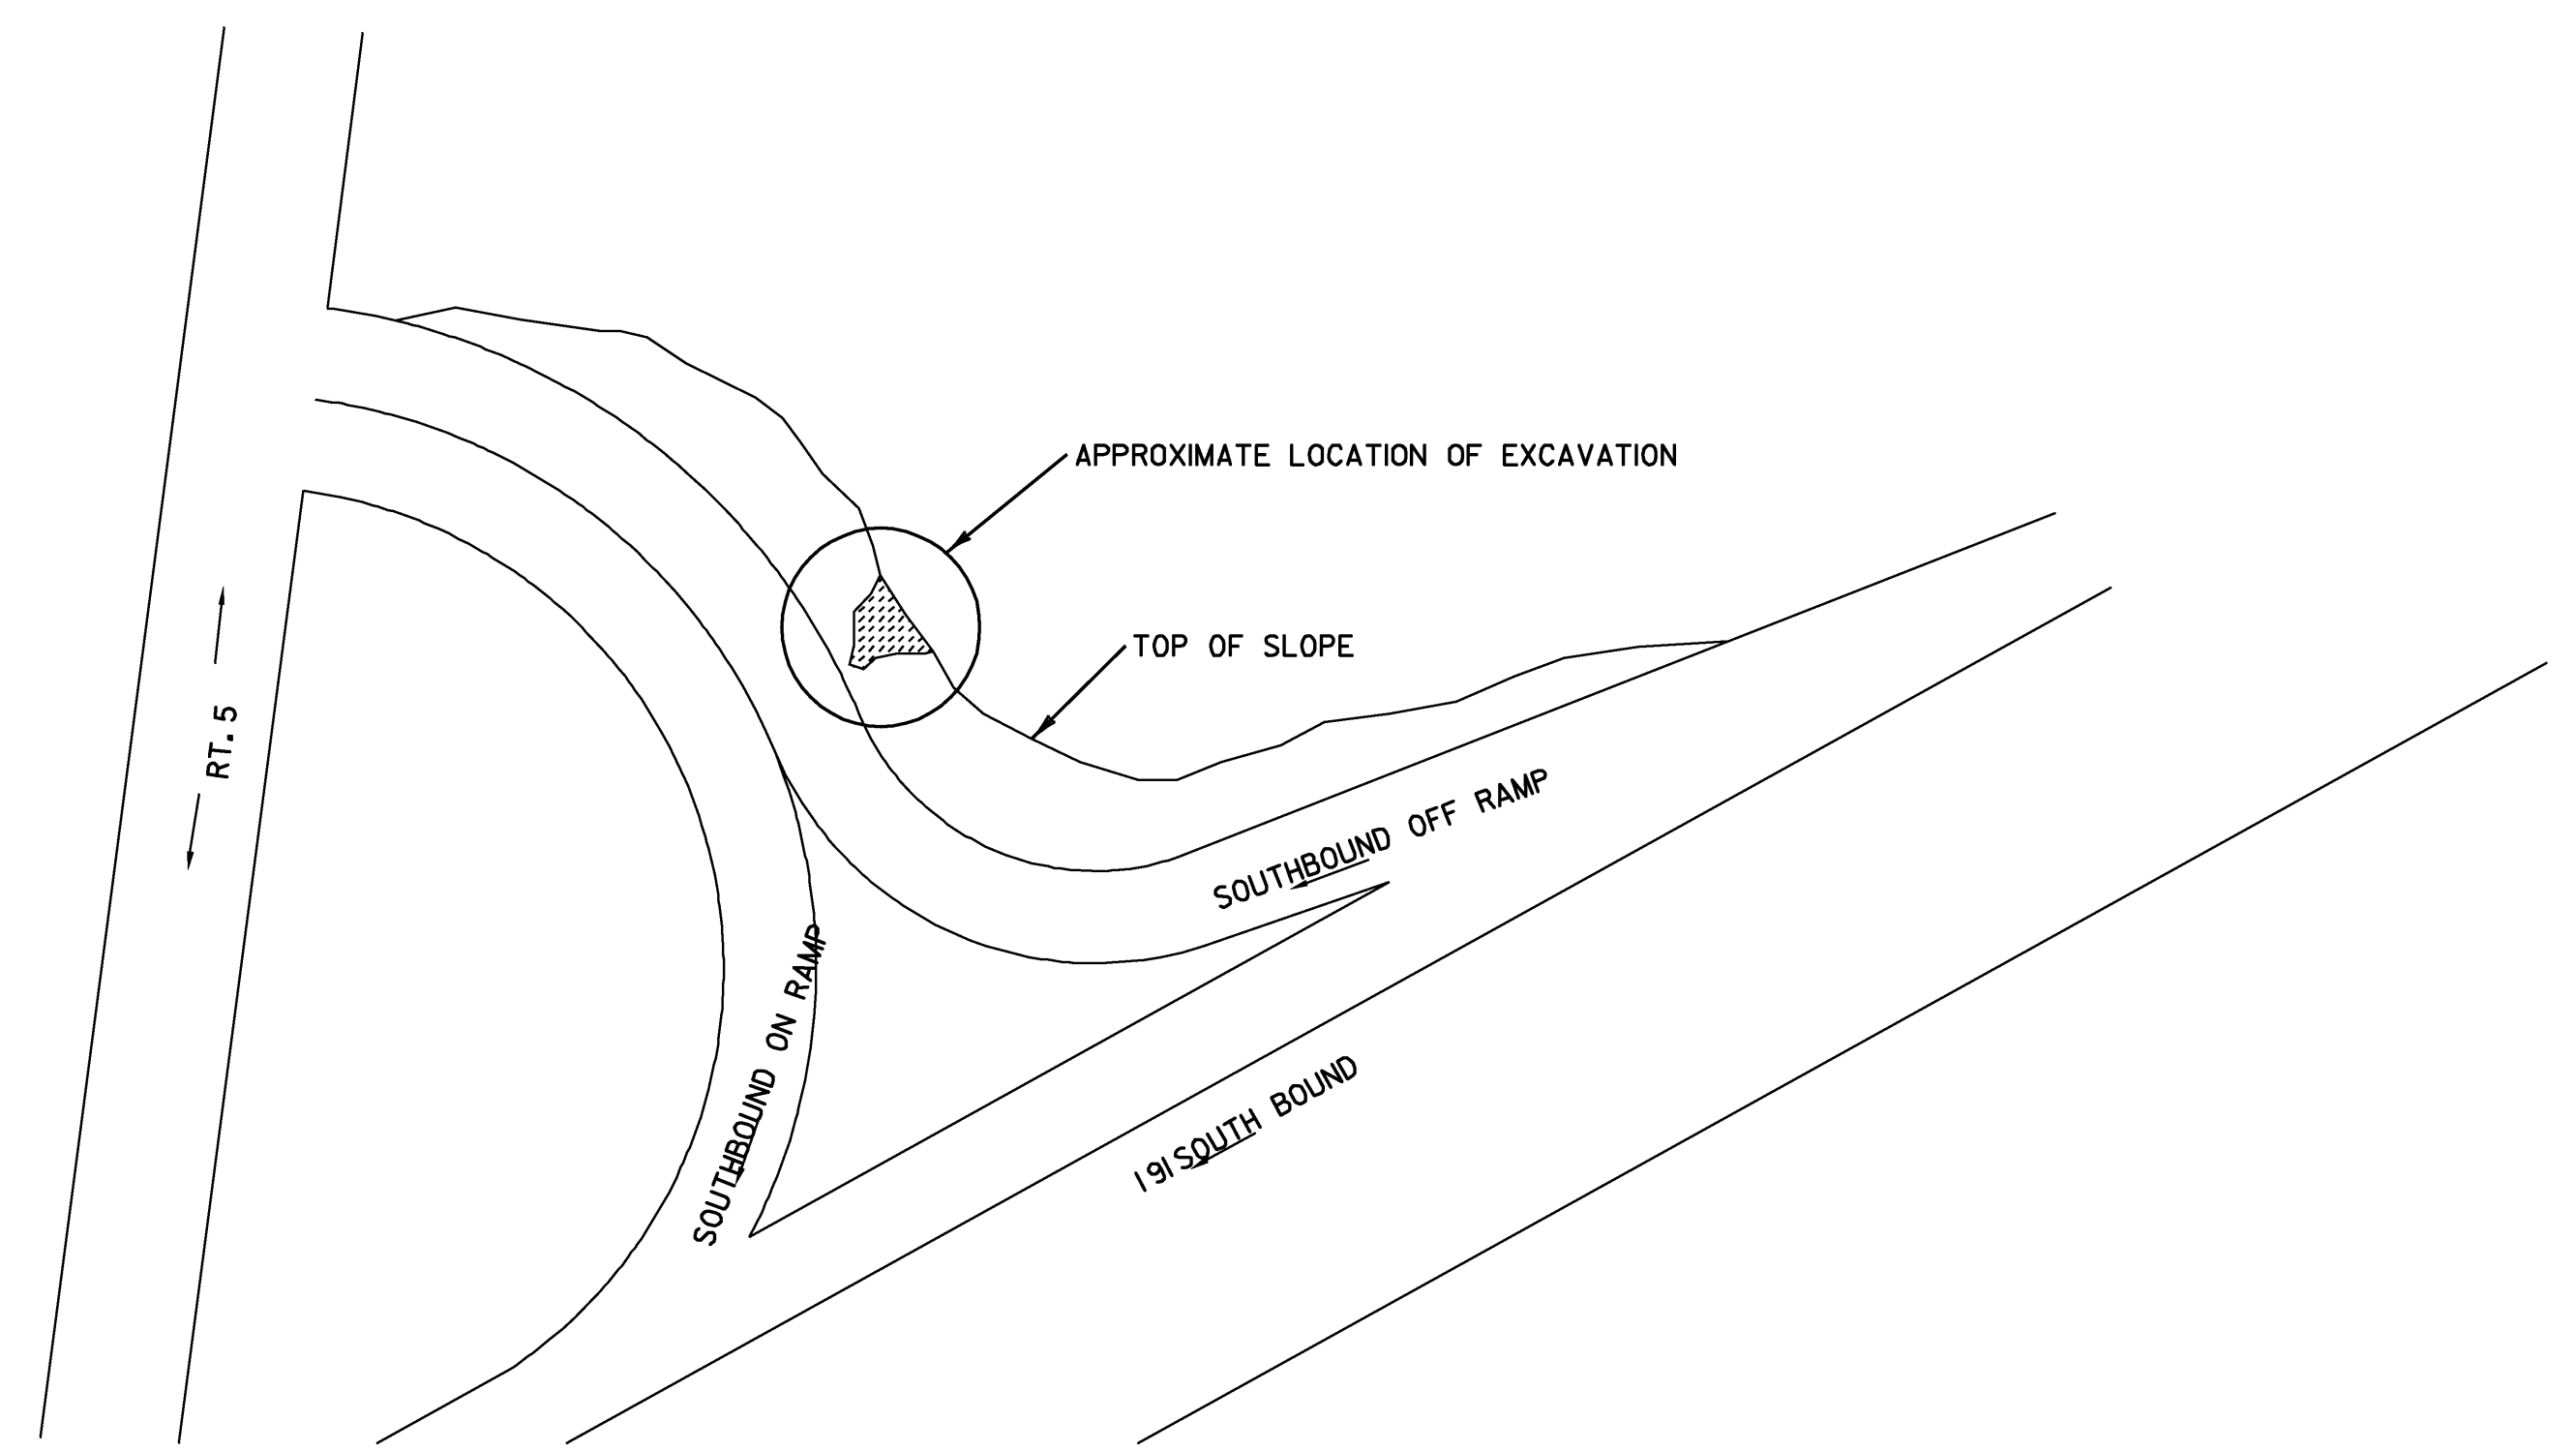 APPROXIMATE LOCATION OF EXCAVATION
TOP OF SLOPE
RT. 5
SOUTHBOUND OFF RAMP
SOUTHBOUND ON RAMP
191 SOUTH BOUND